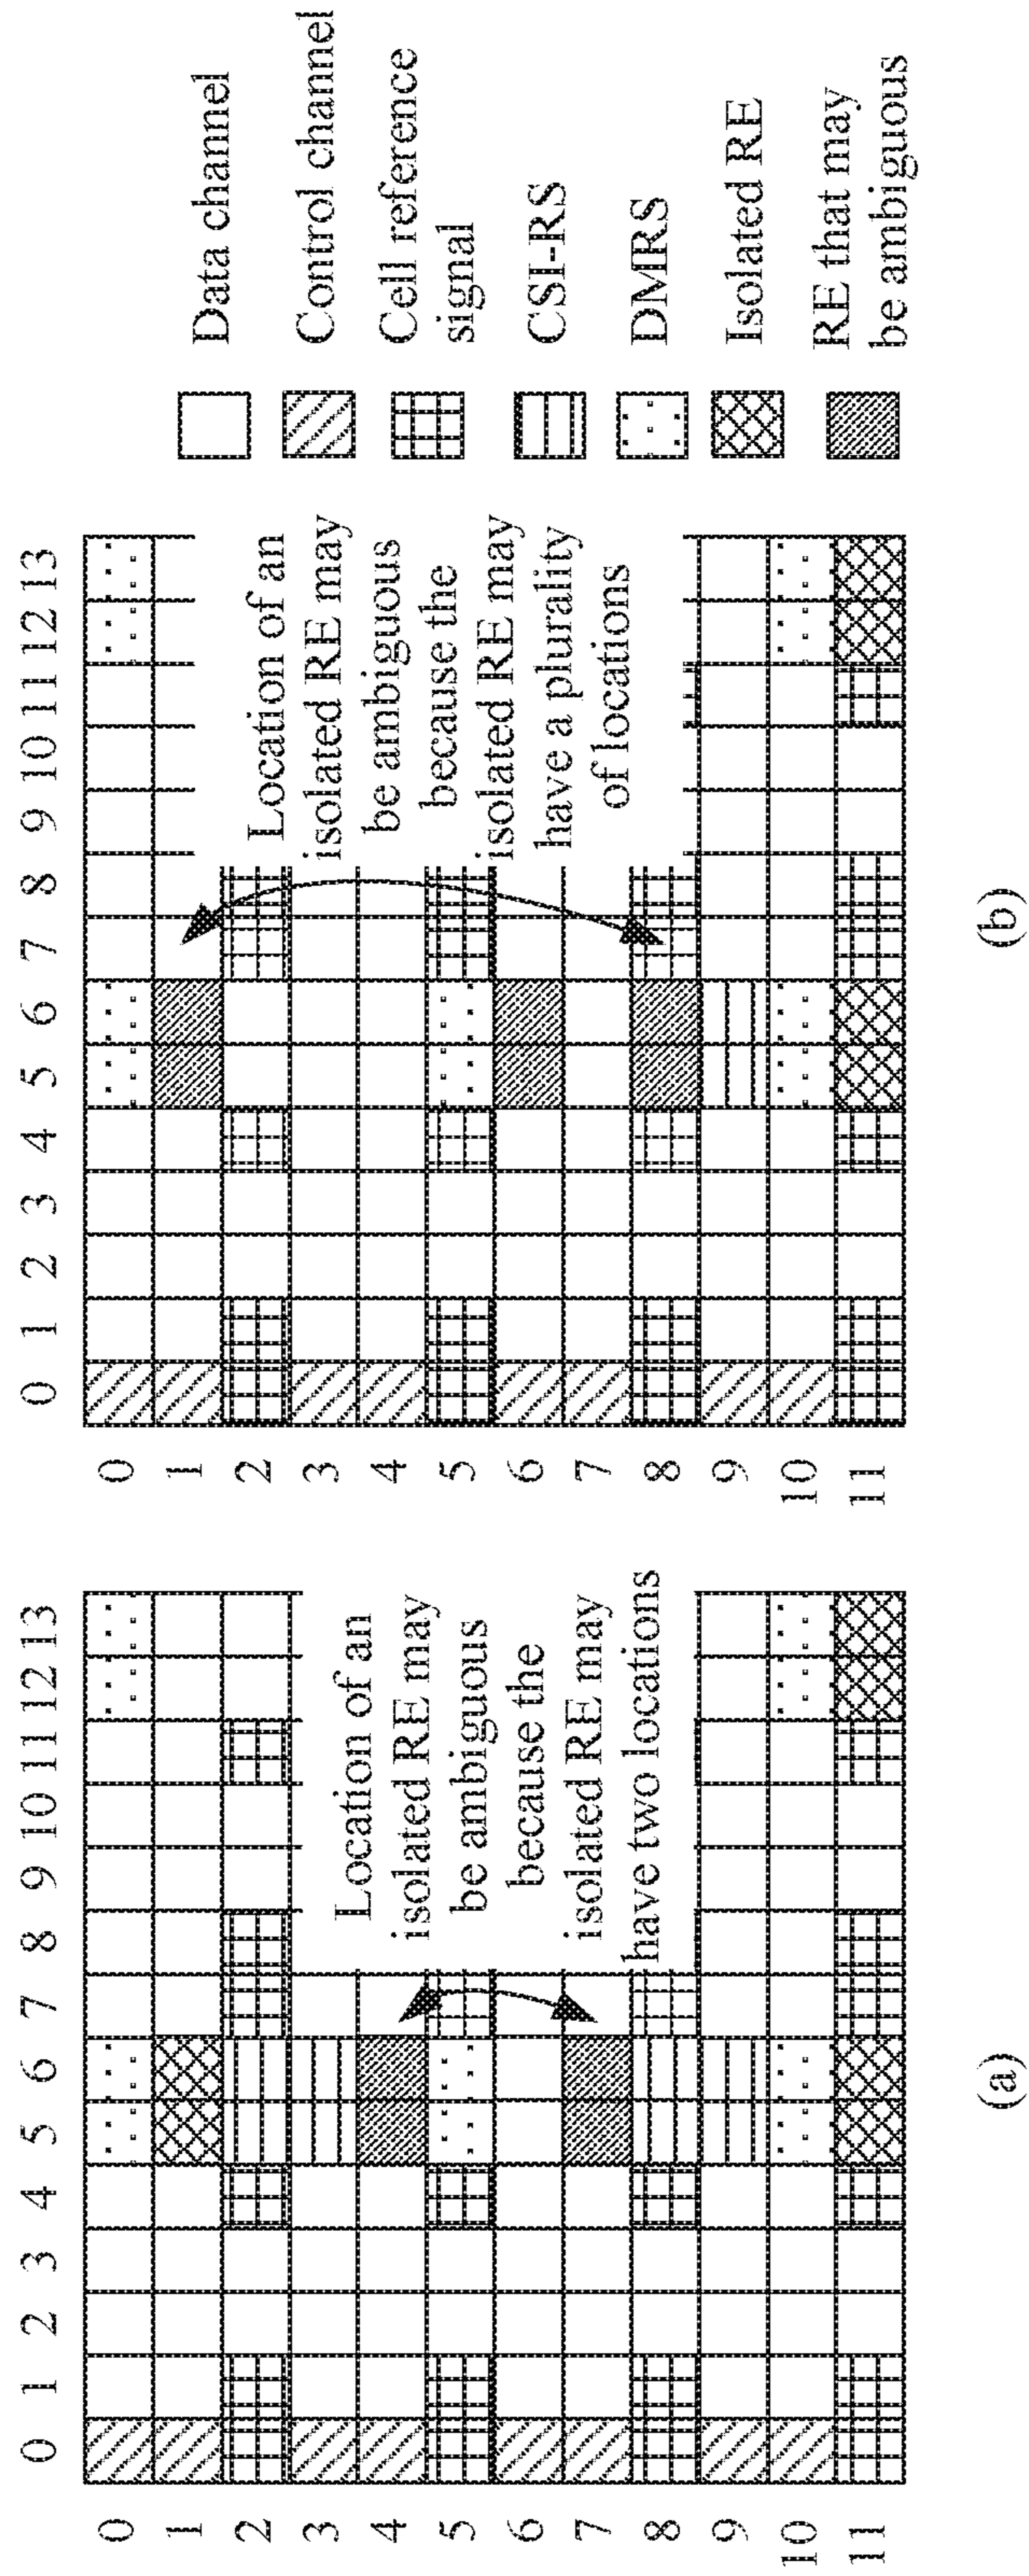 0 1 2 3 4 5 6 7 8 9 10 11 12 13
0
1
2
3
4
5
6
7
8
9
10
11
Location of an
isolated RE may
be ambiguous
because the
isolated RE may
have two locations
(a)
0 1 2 3 4 5 6 7 8 9 10 11 12 13
0
1
2
3
4
5
6
7
8
9
10
11
Location of an
isolated RE may
be ambiguous
because the
isolated RE may
have a plurality
of locations
(b)
Data channel
Control channel
Cell reference
signal
CSI-RS
DMRS
Isolated RE
RE that may
be ambiguous